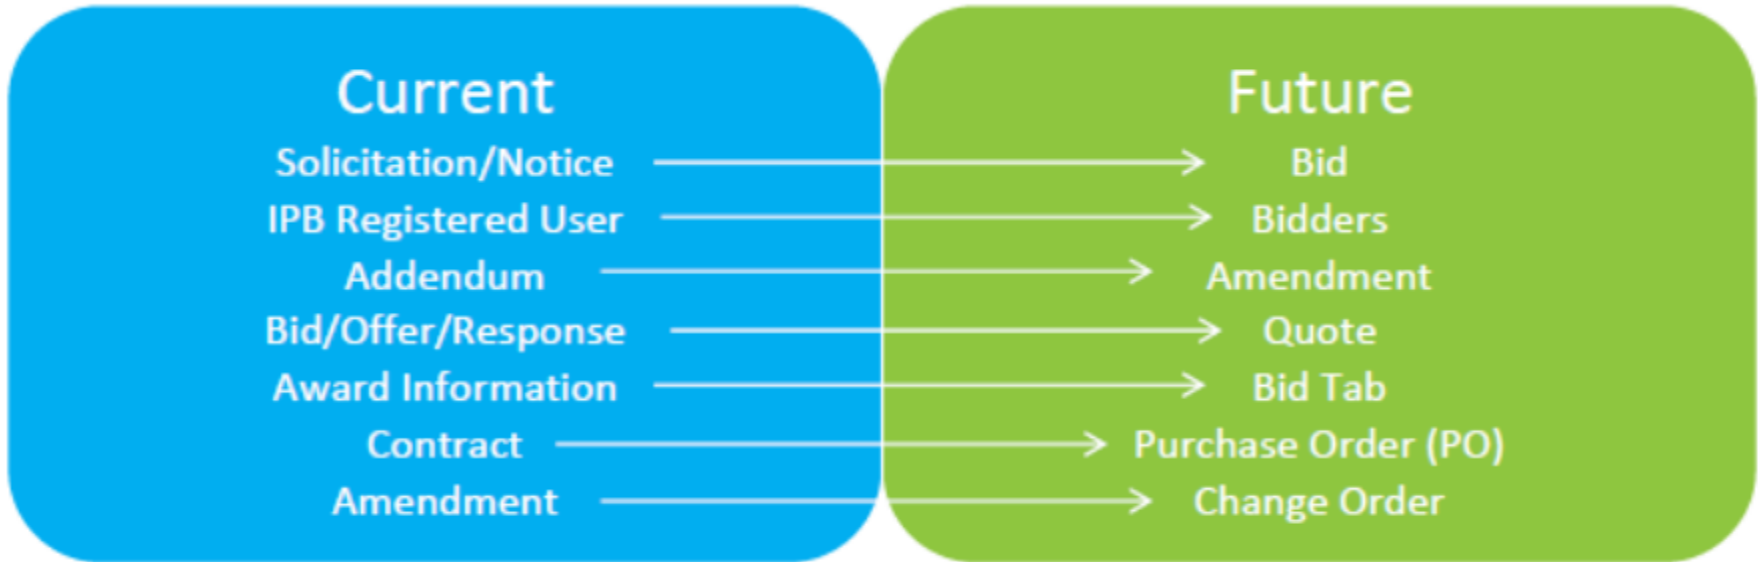 Current
Solicitation/Notice
IPB Registered User
Addendum
Bid/Offer/Response
Award Information
Contract
Amendment
Future
Bid
Bidders
Amendment
Quote
Bid Tab
Purchase Order (PO)
Change Order